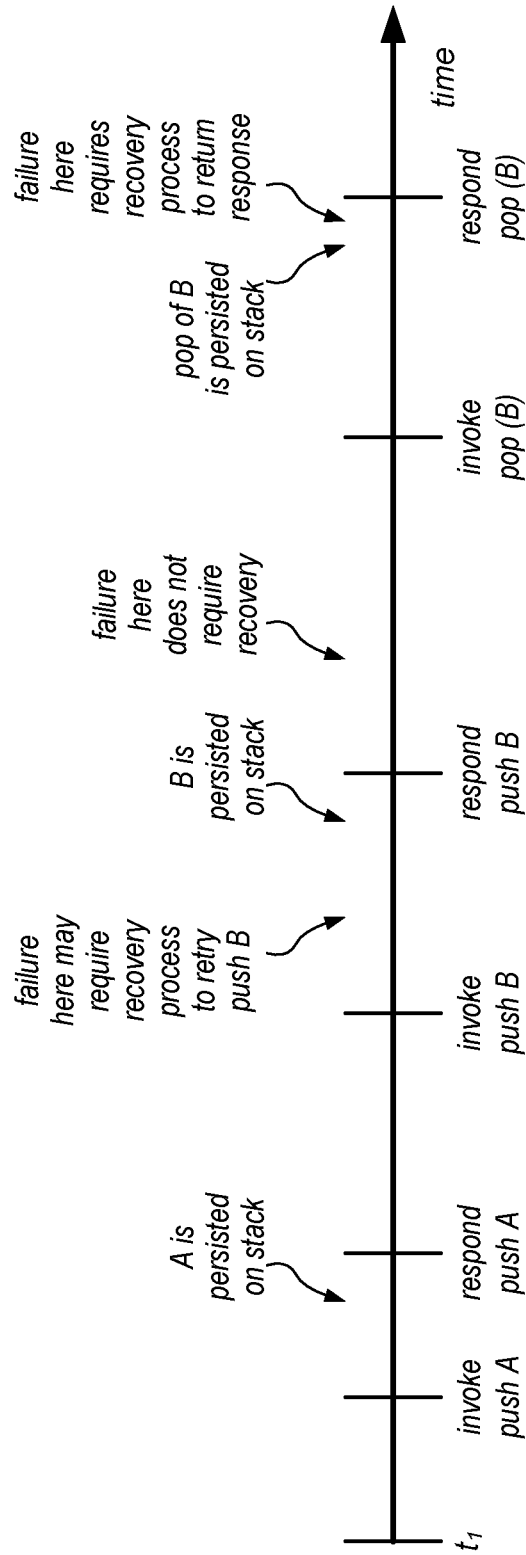 A is
persisted
on stack
failure
here may
require
recovery
process
to retry
push B
B is
persisted
on stack
failure
here
does not
require
recovery
pop of B
is persisted
on stack
failure
here
requires
recovery
process
to return
response
t1
invoke
push A
respond
push A
invoke
push B
respond
push B
invoke
pop (B)
respond
pop (B)
time